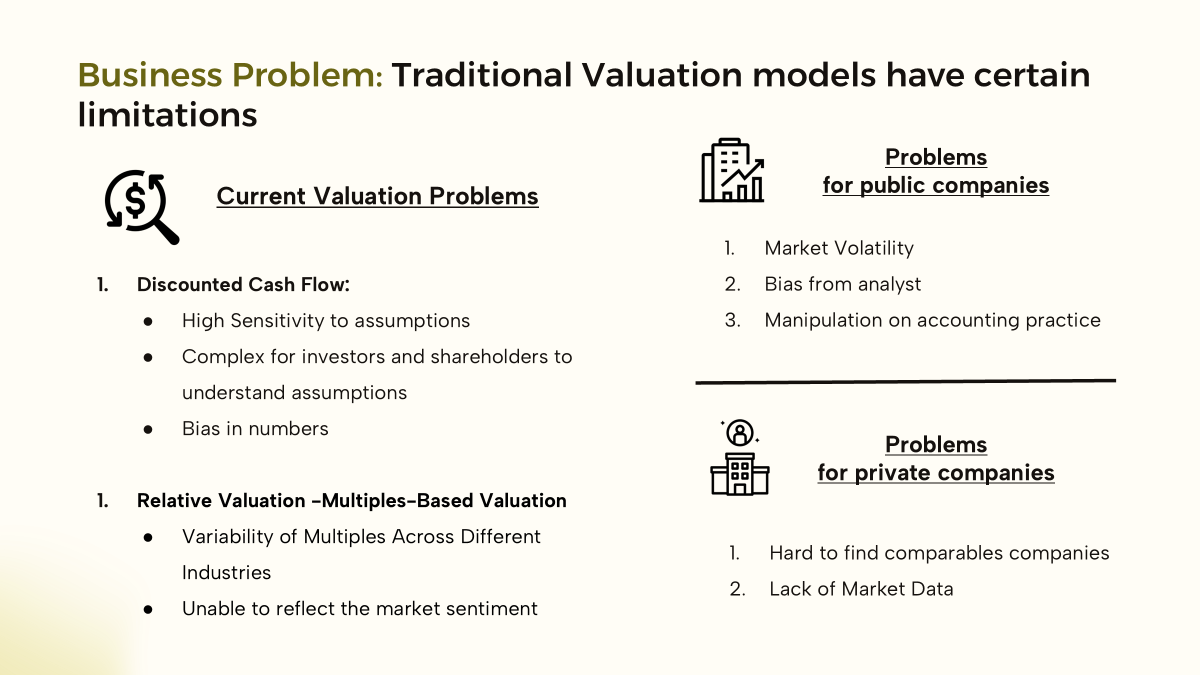 Business Problem: Traditional Valuation models have certain
limitations
Current Valuation Problems
1. Discounted Cash Flow:
● High Sensitivity to assumptions
● Complex for investors and shareholders to
understand assumptions
● Bias in numbers
1. Relative Valuation –Multiples–Based Valuation
● Variability of Multiples Across Different
Industries
● Unable to reflect the market sentiment
Problems
for public companies
1. Market Volatility
2. Bias from analyst
3. Manipulation on accounting practice
Problems
for private companies
1. Hard to find comparables companies
2. Lack of Market Data